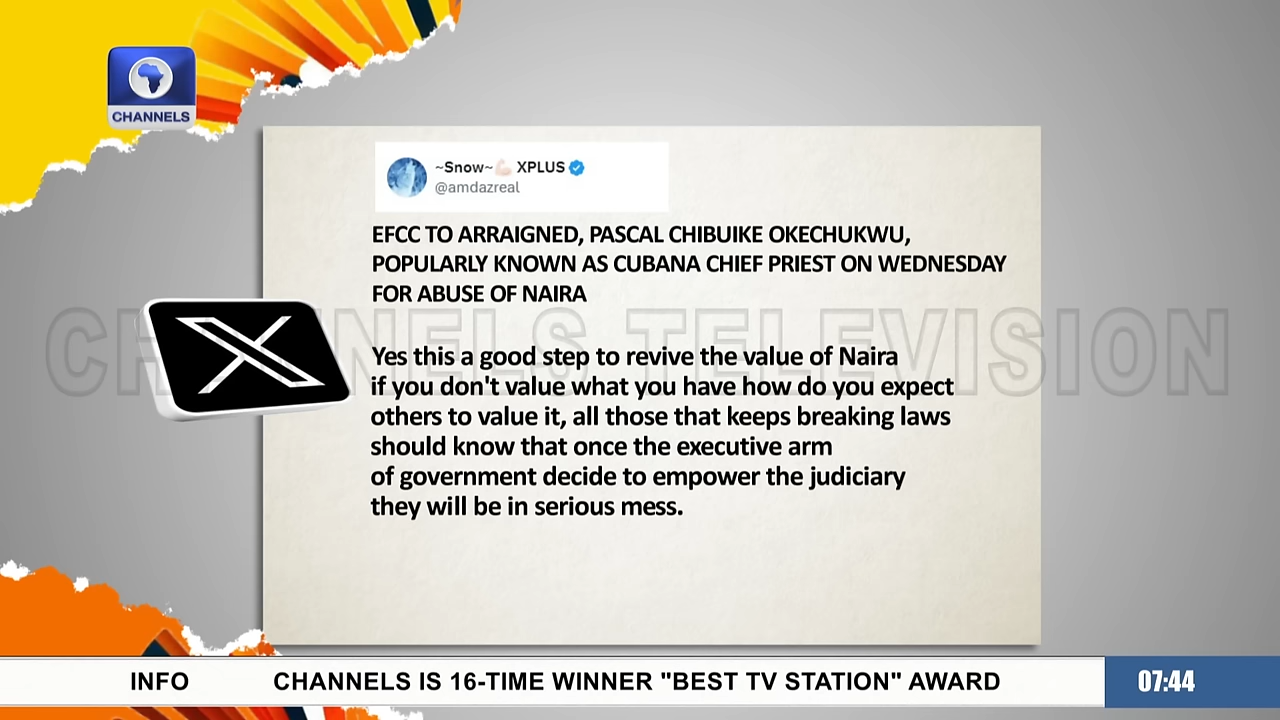 CHANNELS
~Snow~💪🏻 XPLUS
@amdazreal
EFCC TO ARRAIGNED, PASCAL CHIBUIKE OKECHUKWU,
POPULARLY KNOWN AS CUBANA CHIEF PRIEST ON WEDNESDAY
FOR ABUSE OF NAIRA
CHANNELS TELEVISION
Yes this a good step to revive the value of Naira
if you don't value what you have how do you expect
others to value it, all those that keeps breaking laws
should know that once the executive arm
of government decide to empower the judiciary
they will be in serious mess.
INFO CHANNELS IS 16-TIME WINNER "BEST TV STATION" AWARD 07:44